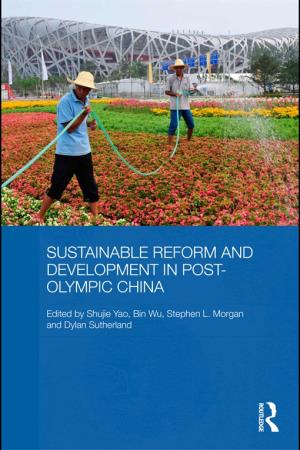 SUSTAINABLE REFORM AND
DEVELOPMENT IN POST-
OLYMPIC CHINA
Edited by Shujie Yao, Bin Wu, Stephen L. Morgan
and Dylan Sutherland
ROUTLEDGE